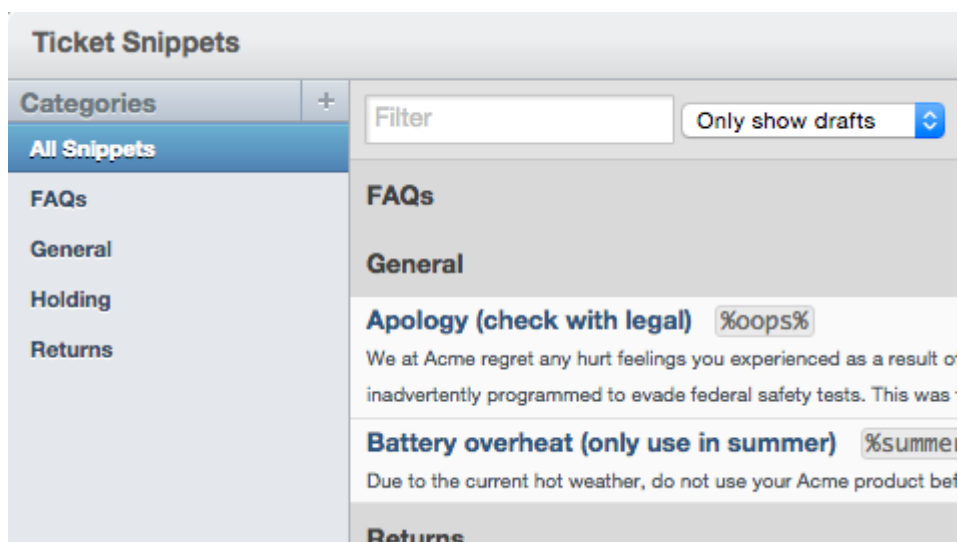 Ticket Snippets
Categories +
All Snippets
FAQs
General
Holding
Returns
Filter
Only show drafts
FAQs
General
Apology (check with legal) %oops%
We at Acme regret any hurt feelings you experienced as a result
inadvertently programmed to evade federal safety tests. This was
Battery overheat (only use in summer) %summer
Due to the current hot weather, do not use your Acme product
Returns